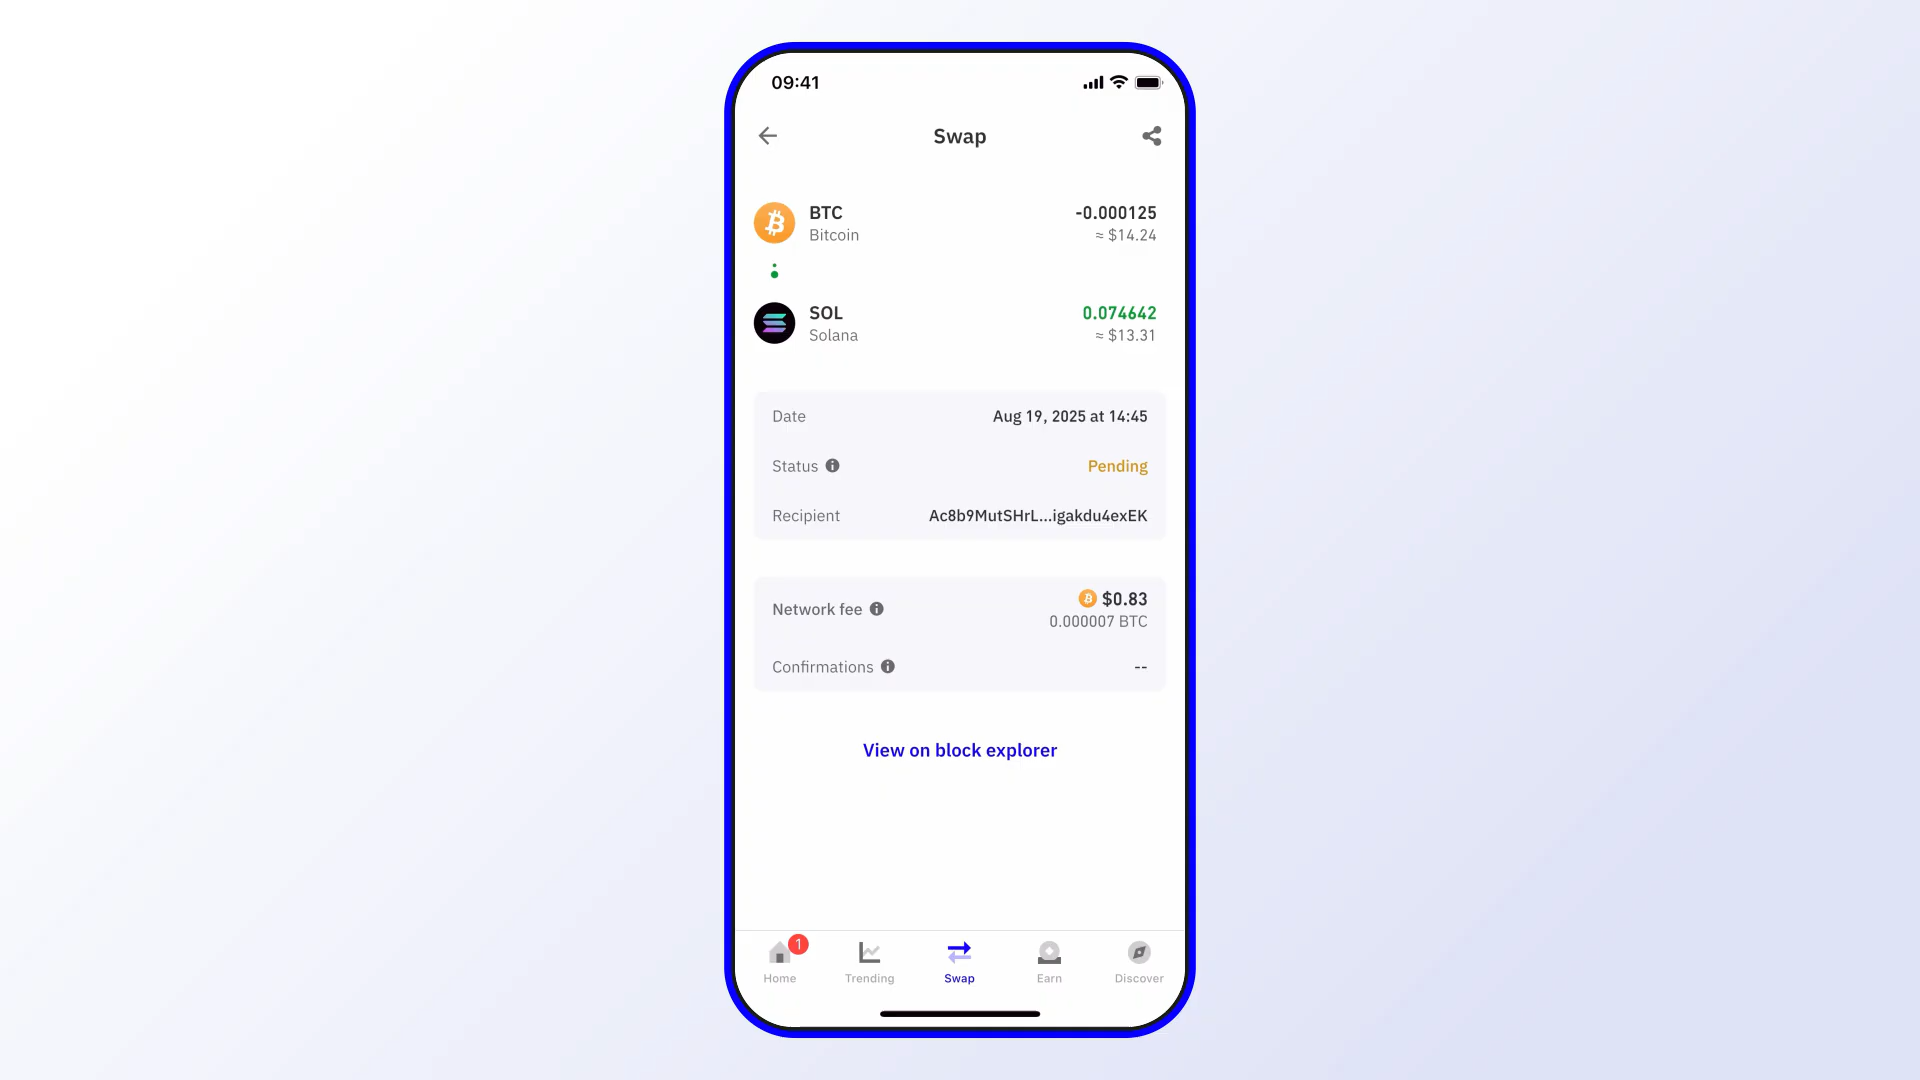 09:41
Swap
BTC
-0.000125
Bitcoin
≈ $14.24
SOL
0.074642
Solana
≈ $13.31
Date
Aug 19, 2025 at 14:45
Status
Pending
Recipient
Ac8b9MutSHrL...igakdu4exEK
Network fee
$0.83
0.000007 BTC
Confirmations
--
View on block explorer
1
Home
Trending
Swap
Earn
Discover